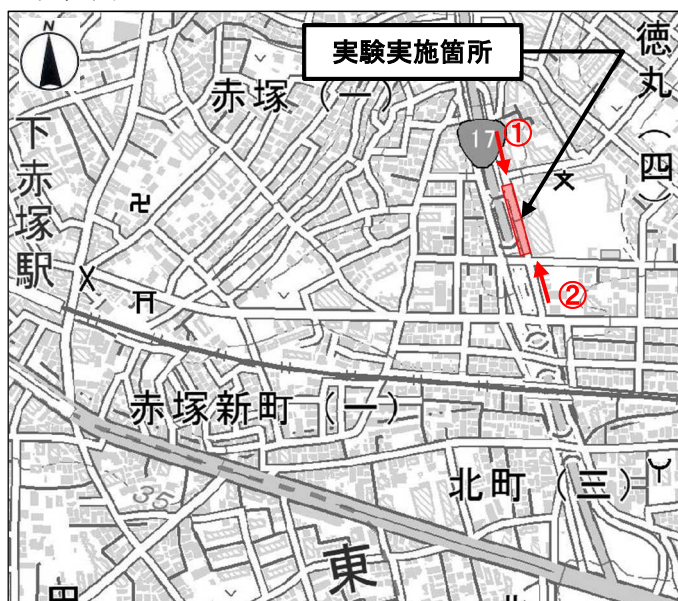 N
実験実施箇所
徳丸(四)
赤塚(一)
17
①
下赤塚駅
②
赤塚新町(一)
北町(三)
35
東